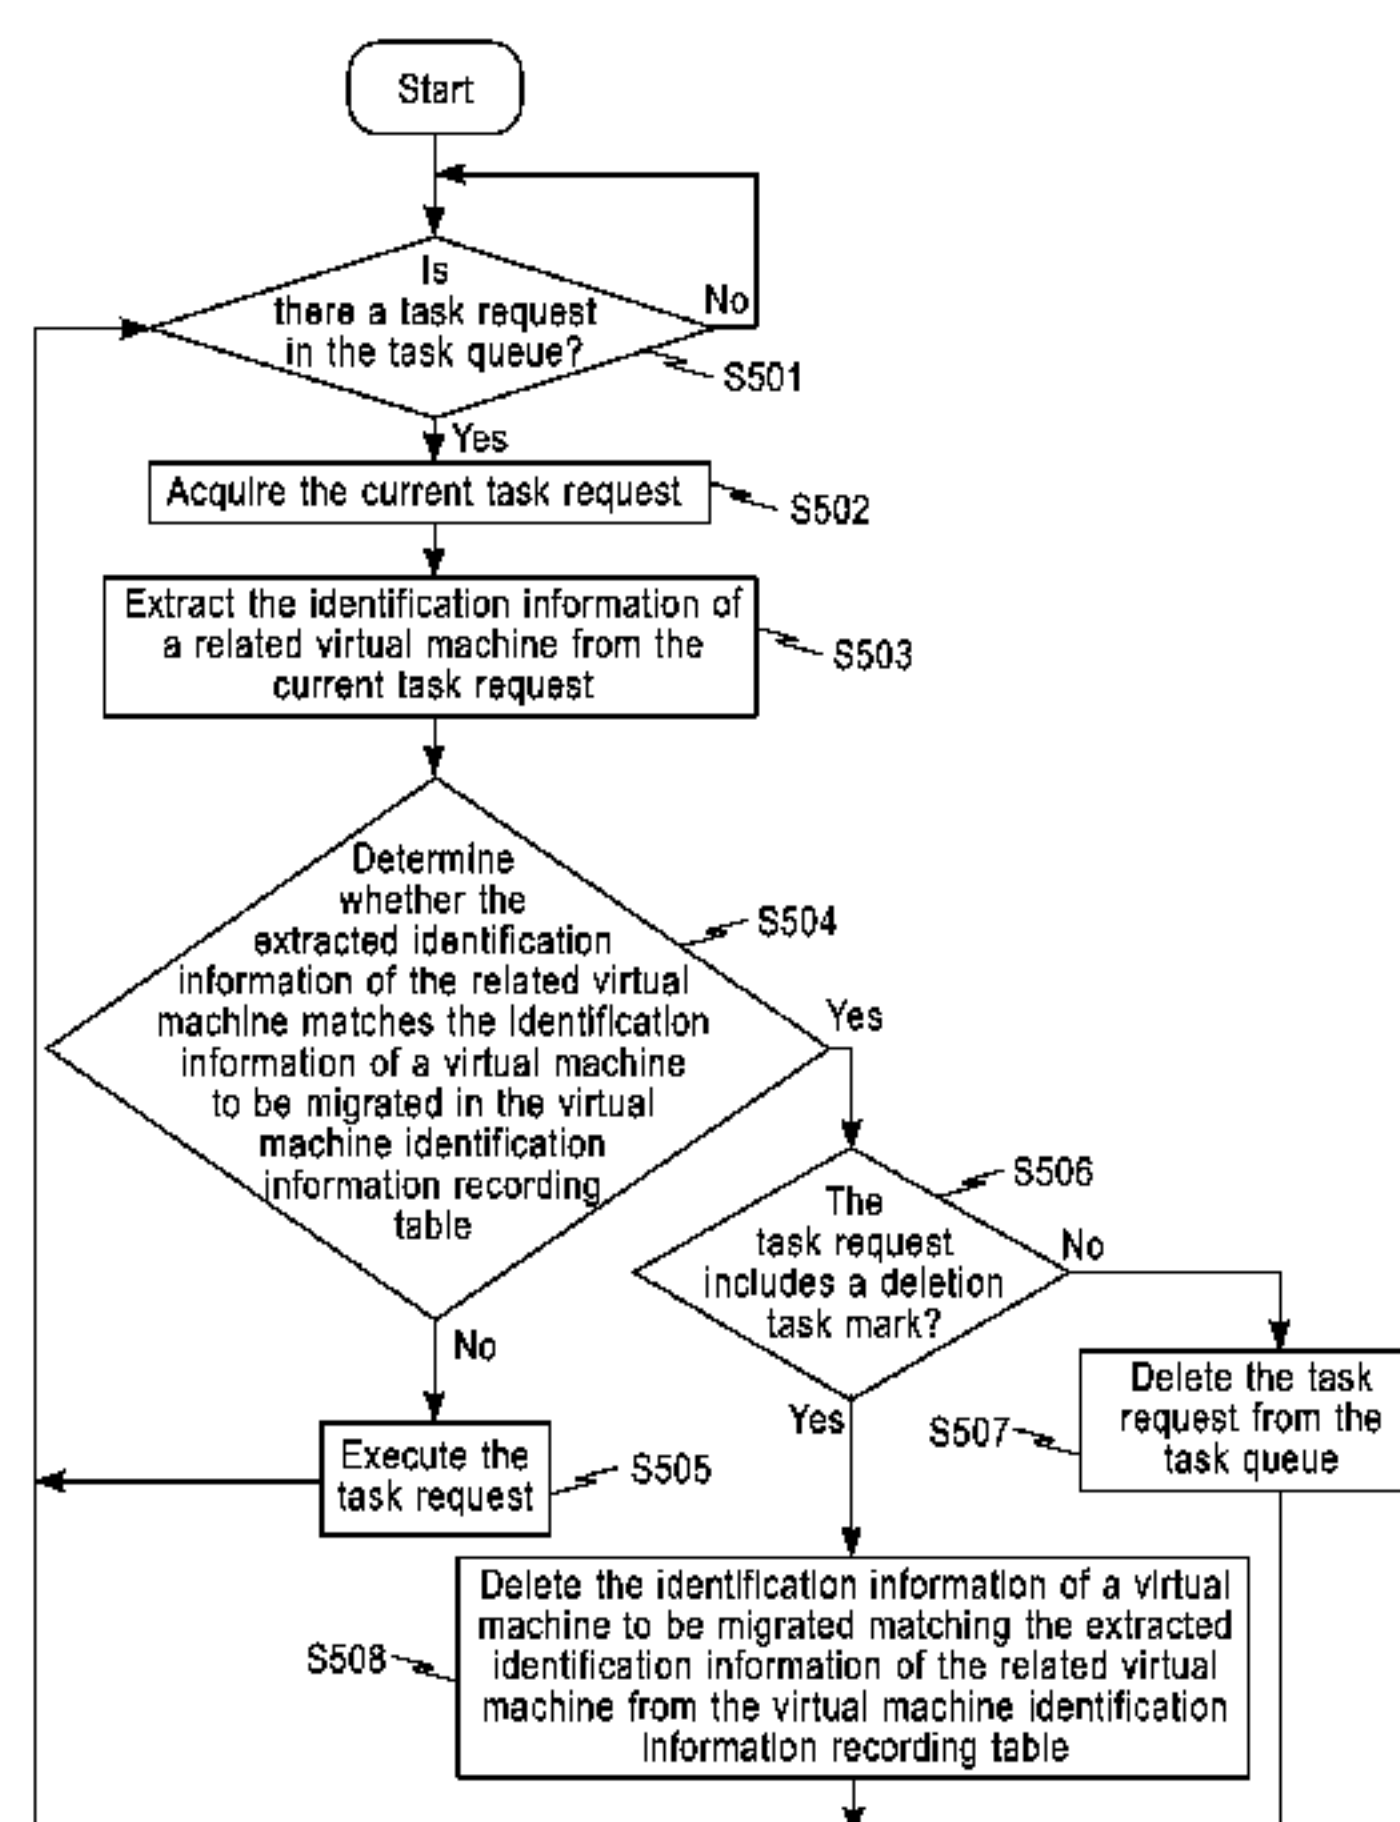 Start
Is
there a task request
in the task queue?
No
S501
Yes
Acquire the current task request
S502
Extract the identification information of
a related virtual machine from the
current task request
S503
Determine
whether the
extracted identification
information of the related virtual
machine matches the identification
information of a virtual machine
to be migrated in the virtual
machine identification
information recording
table
S504
Yes
No
The
task request
includes a deletion
task mark?
S506
No
Yes
Execute the
task request
S505
Delete the task
request from the
task queue
S507
Delete the identification information of a virtual
machine to be migrated matching the extracted
identification information of the related virtual
machine from the virtual machine identification
information recording table
S508